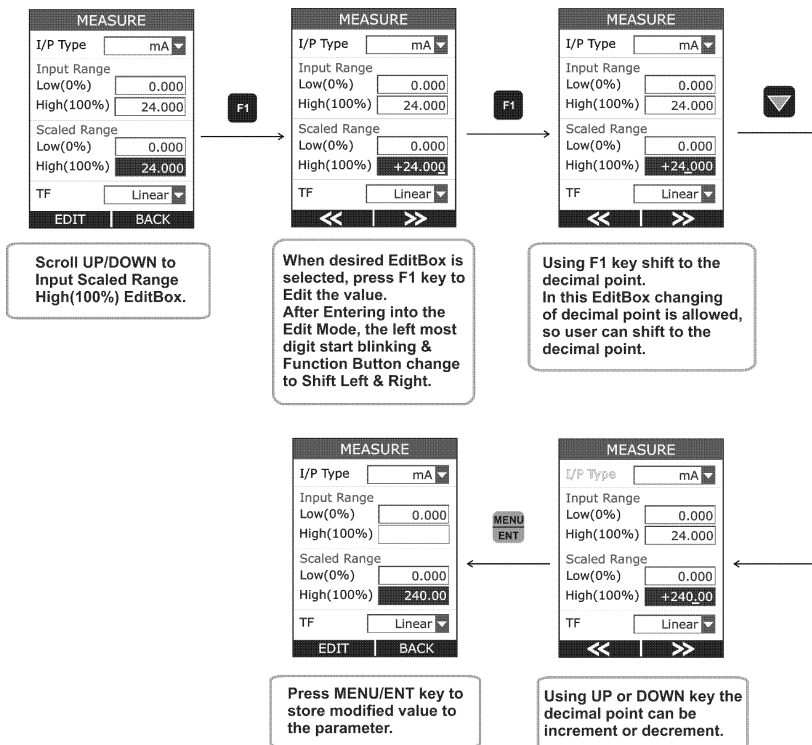 MEASURE
I/P Type mA
Input Range
Low(0%) 0.000
High(100%) 24.000
Scaled Range
Low(0%) 0.000
High(100%) 24.000
TF Linear
EDIT BACK
Scroll UP/DOWN to
Input Scaled Range
High(100%) EditBox.
F1
MEASURE
I/P Type mA
Input Range
Low(0%) 0.000
High(100%) 24.000
Scaled Range
Low(0%) 0.000
High(100%) +24.000
TF Linear
<< >>
When desired EditBox is
selected, press F1 key to
Edit the value.
After Entering into the
Edit Mode, the left most
digit start blinking &
Function Button change
to Shift Left & Right.
F1
MEASURE
I/P Type mA
Input Range
Low(0%) 0.000
High(100%) 24.000
Scaled Range
Low(0%) 0.000
High(100%) +24.000
TF Linear
<< >>
Using F1 key shift to the
decimal point.
In this EditBox changing
of decimal point is allowed,
so user can shift to the
decimal point.
MEASURE
I/P Type mA
Input Range
Low(0%) 0.000
High(100%) 24.000
Scaled Range
Low(0%) 0.000
High(100%) +240.00
TF Linear
<< >>
Using UP or DOWN key the
decimal point can be
increment or decrement.
MENU
ENT
MEASURE
I/P Type mA
Input Range
Low(0%) 0.000
High(100%)
Scaled Range
Low(0%) 0.000
High(100%) 240.00
TF Linear
EDIT BACK
Press MENU/ENT key to
store modified value to
the parameter.